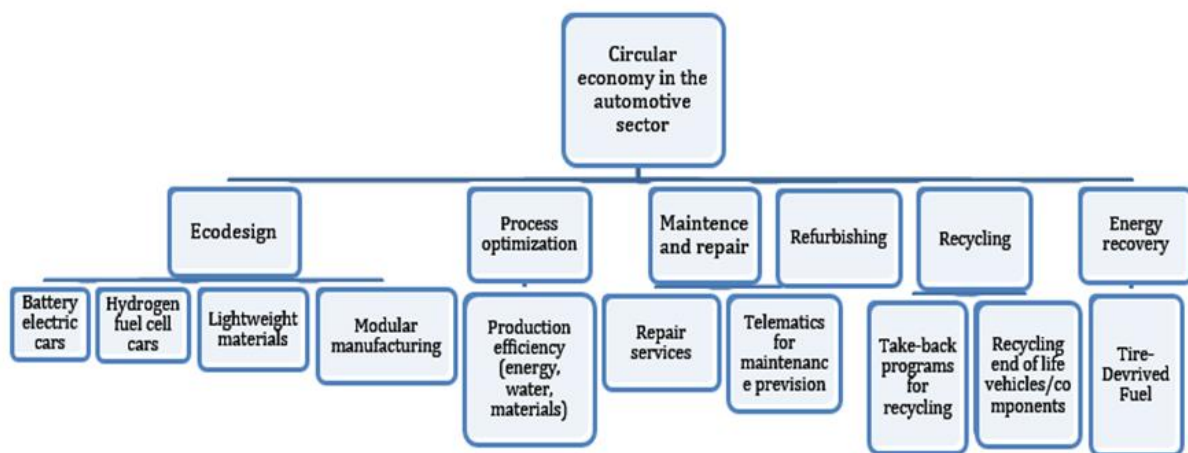 Circular
economy in the
automotive
sector
Ecodesign
Process
optimization
Maintence
and repair
Refurbishing
Recycling
Energy
recovery
Battery
electric
cars
Hydrogen
fuel cell
cars
Lightweight
materials
Modular
manufacturing
Production
efficiency
(energy,
water,
materials)
Repair
services
Telematics
for
maintenanc
e prevision
Take-back
programs
for
recycling
Recycling
end of life
vehicles/co
mponents
Tire-
Devrived
Fuel